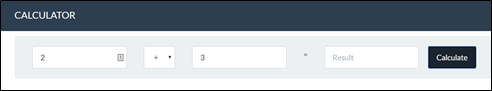 CALCULATOR
2 + 3 = Result Calculate